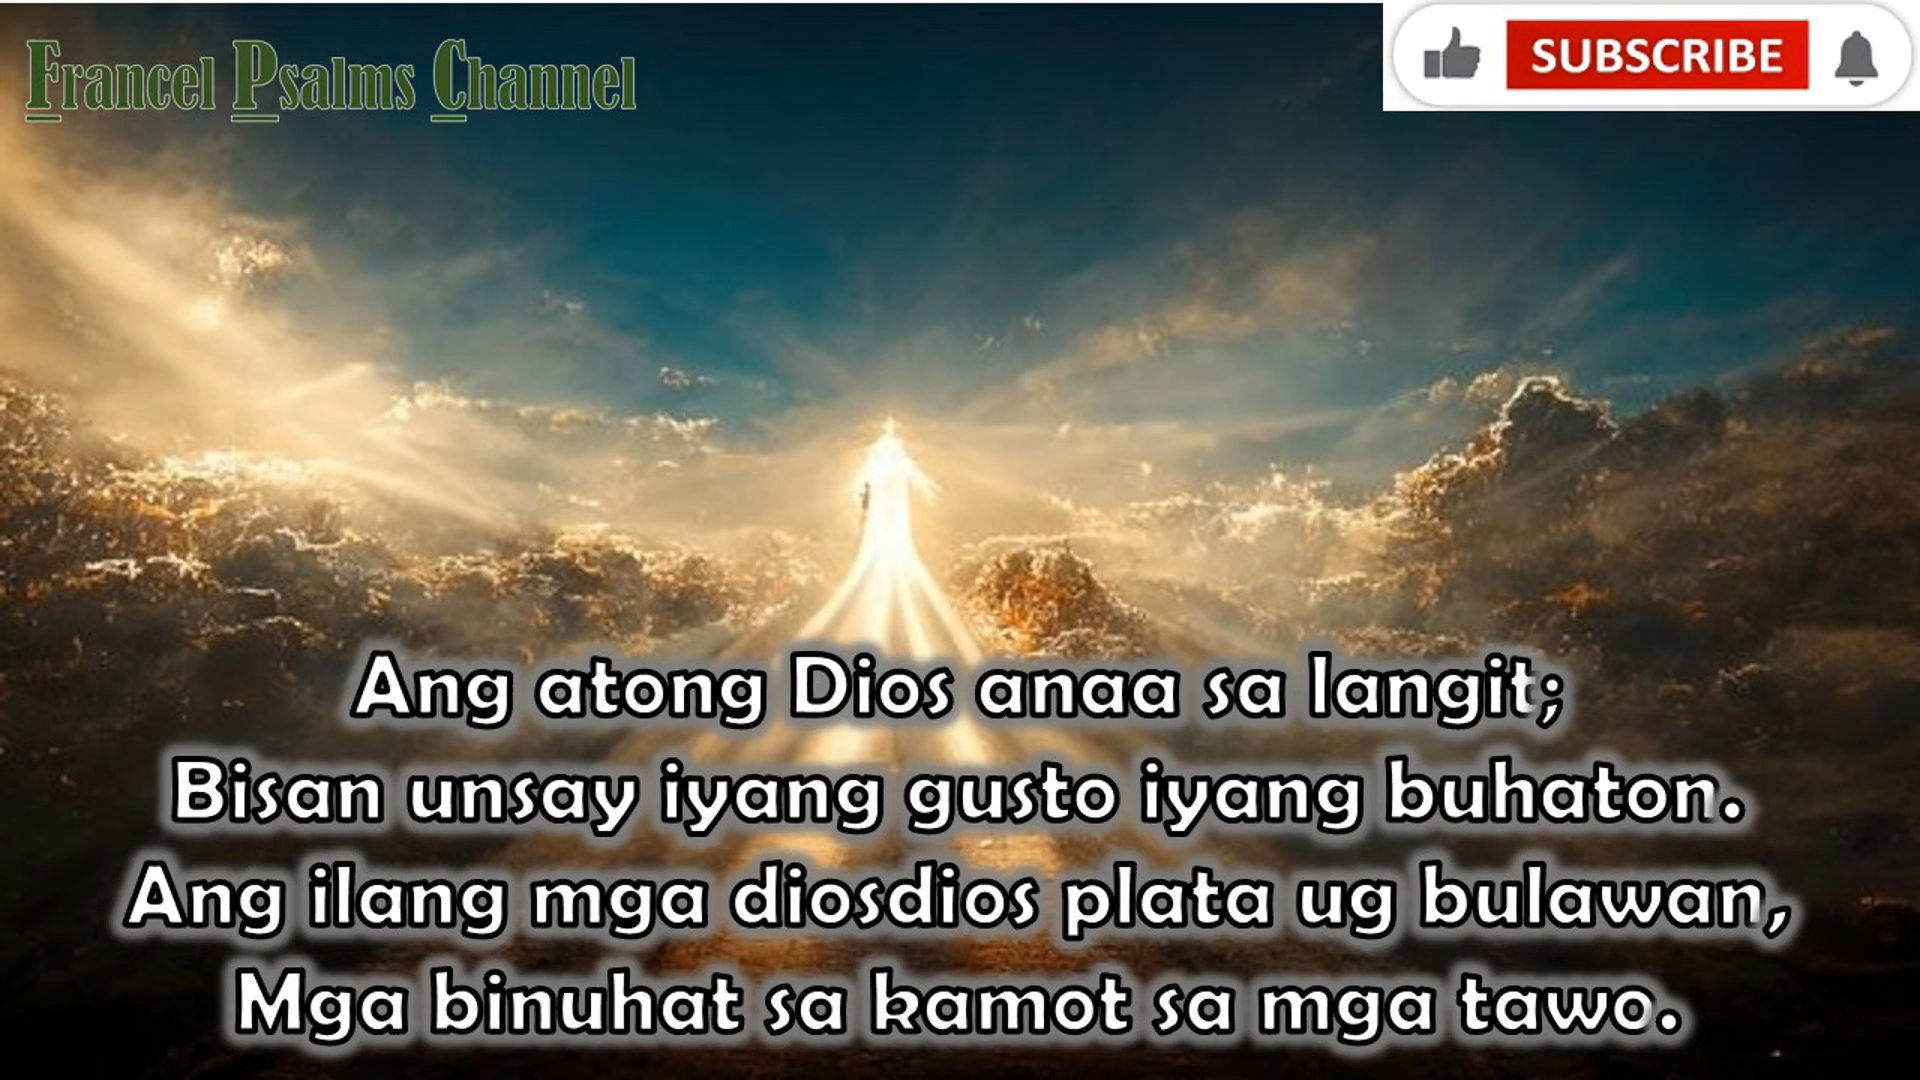 Francel Psalms Channel
SUBSCRIBE
Ang atong Dios anaa sa langit;
Bisan unsay iyang gusto iyang buhaton.
Ang ilang mga diosdios plata ug bulawan,
Mga binuhat sa kamot sa mga tawo.